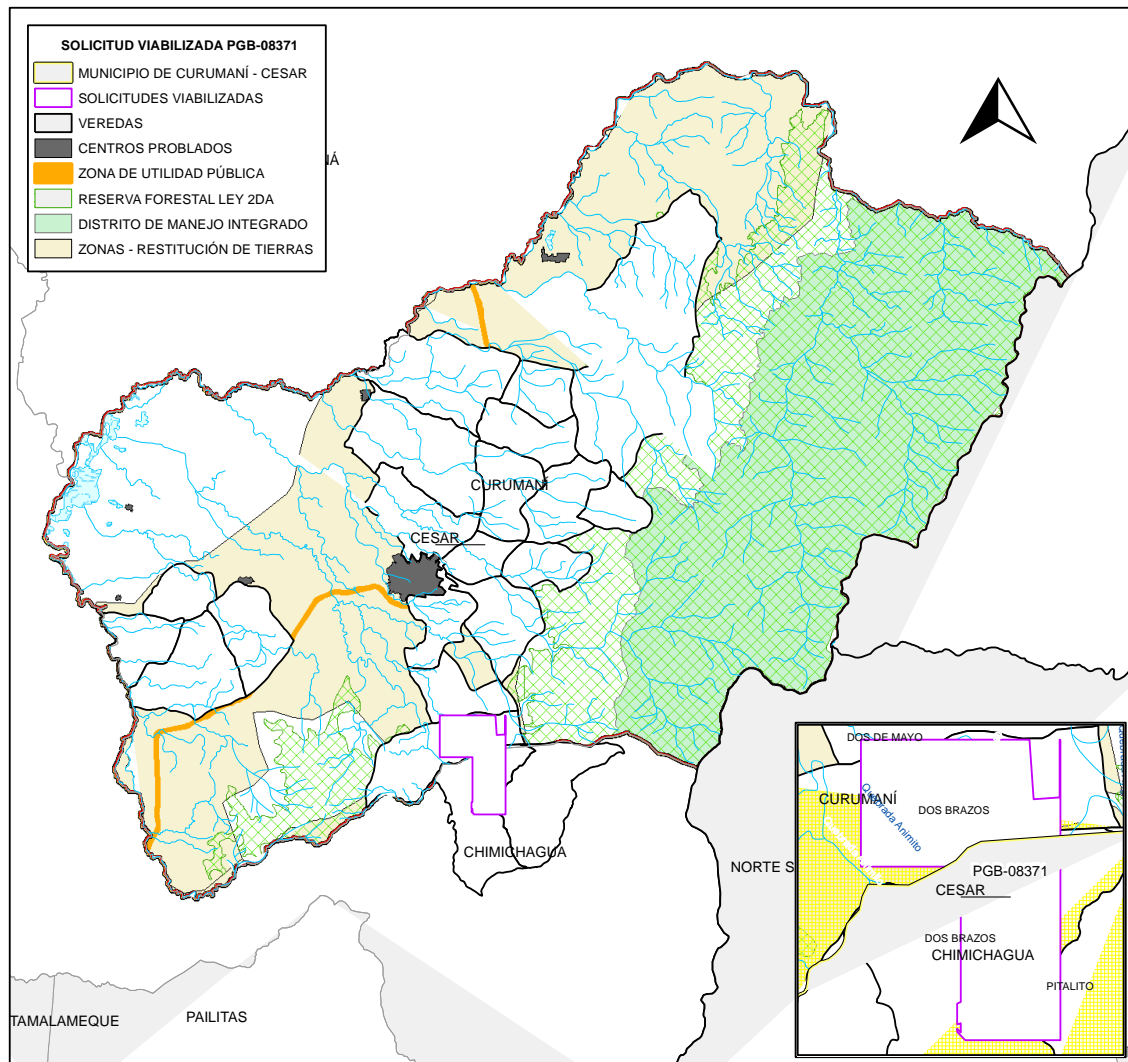 SOLICITUD VIABILIZADA PGB-08371
MUNICIPIO DE CURUMANÍ - CESAR
SOLICITUDES VIABILIZADAS
VEREDAS
CENTROS PROBLADOS
ZONA DE UTILIDAD PÚBLICA
RESERVA FORESTAL LEY 2DA
DISTRITO DE MANEJO INTEGRADO
ZONAS - RESTITUCIÓN DE TIERRAS
NÁ
CURUMANÍ
CESAR
CHIMICHAGUA
NORTE S
TAMALAMEQUE
PAILITAS
DOS DE MAYO
CURUMANÍ
DOS BRAZOS
Quebrada Animito
PGB-08371
CESAR
DOS BRAZOS
CHIMICHAGUA
PITALITO